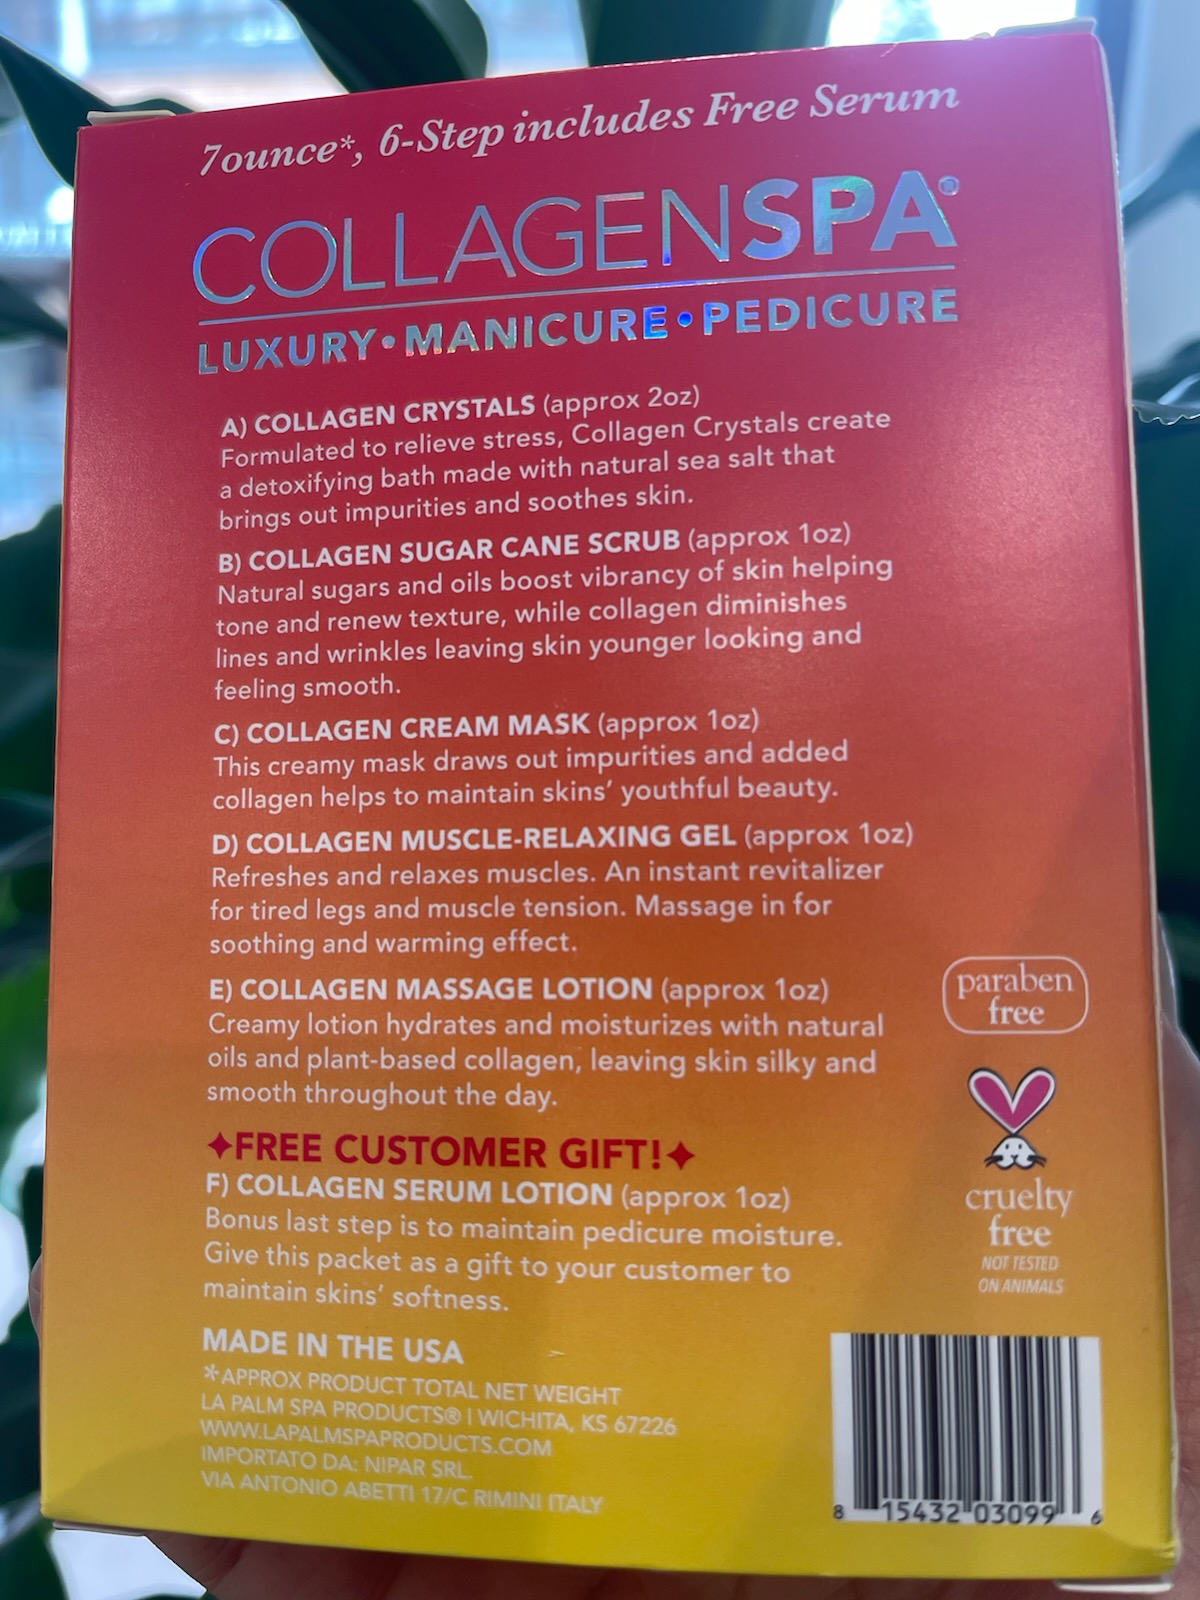 7ounce*, 6-Step includes Free Serum
COLLAGENSPA®
LUXURY•MANICURE•PEDICURE
A) COLLAGEN CRYSTALS (approx 2oz)
Formulated to relieve stress, Collagen Crystals create
a detoxifying bath made with natural sea salt that
brings out impurities and soothes skin.
B) COLLAGEN SUGAR CANE SCRUB (approx 1oz)
Natural sugars and oils boost vibrancy of skin helping
tone and renew texture, while collagen diminishes
lines and wrinkles leaving skin younger looking and
feeling smooth.
C) COLLAGEN CREAM MASK (approx 1oz)
This creamy mask draws out impurities and added
collagen helps to maintain skins’ youthful beauty.
D) COLLAGEN MUSCLE-RELAXING GEL (approx 1oz)
Refreshes and relaxes muscles. An instant revitalizer
for tired legs and muscle tension. Massage in for
soothing and warming effect.
E) COLLAGEN MASSAGE LOTION (approx 1oz)
Creamy lotion hydrates and moisturizes with natural
oils and plant-based collagen, leaving skin silky and
smooth throughout the day.
✦FREE CUSTOMER GIFT!✦
F) COLLAGEN SERUM LOTION (approx 1oz)
Bonus last step is to maintain pedicure moisture.
Give this packet as a gift to your customer to
maintain skins’ softness.
MADE IN THE USA
*APPROX PRODUCT TOTAL NET WEIGHT
LA PALM SPA PRODUCTS® | WICHITA, KS 67226
WWW.LAPALMSPAPRODUCTS.COM
IMPORTATO DA: NIPAR SRL.
VIA ANTONIO ABETTI 17/C RIMINI ITALY
paraben
free
cruelty
free
NOT TESTED
ON ANIMALS
8 15432 03099 6